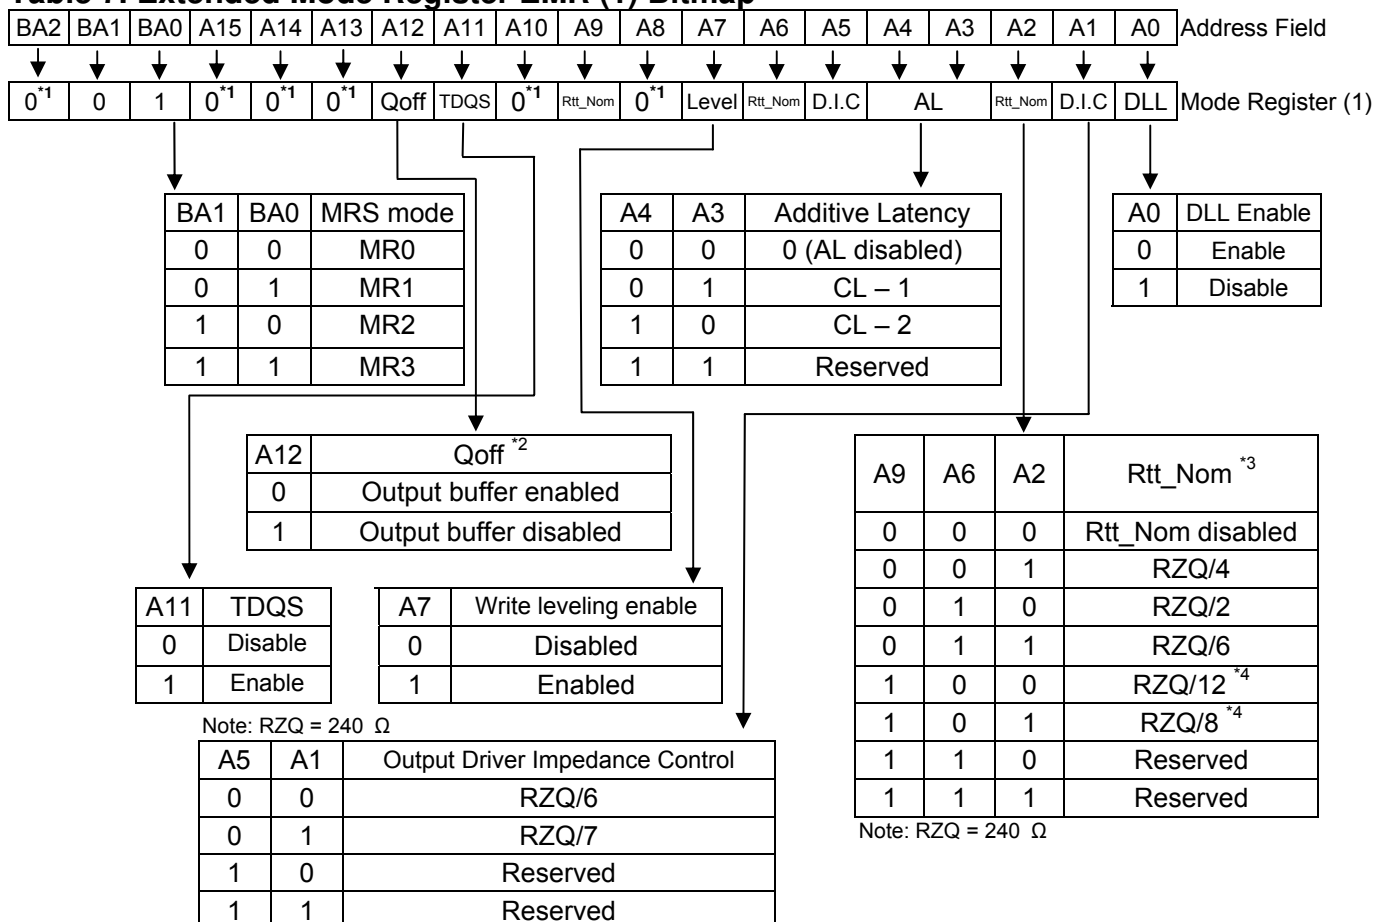 Table 7. Extended Mode Register EMR (1) Bitmap
BA2 BA1 BA0 A15 A14 A13 A12 A11 A10 A9 A8 A7 A6 A5 A4 A3 A2 A1 A0 Address Field
0*1 0 1 0*1 0*1 0*1 Qoff TDQS 0*1 Rtt_Nom 0*1 Level Rtt_Nom D.I.C AL Rtt_Nom D.I.C DLL Mode Register (1)
BA1 BA0 MRS mode
0 0 MR0
0 1 MR1
1 0 MR2
1 1 MR3
A4 A3 Additive Latency
0 0 0 (AL disabled)
0 1 CL – 1
1 0 CL – 2
1 1 Reserved
A0 DLL Enable
0 Enable
1 Disable
A12 Qoff *2
0 Output buffer enabled
1 Output buffer disabled
A9 A6 A2 Rtt_Nom *3
0 0 0 Rtt_Nom disabled
0 0 1 RZQ/4
0 1 0 RZQ/2
0 1 1 RZQ/6
1 0 0 RZQ/12 *4
1 0 1 RZQ/8 *4
1 1 0 Reserved
1 1 1 Reserved
Note: RZQ = 240 Ω
A11 TDQS
0 Disable
1 Enable
A7 Write leveling enable
0 Disabled
1 Enabled
Note: RZQ = 240 Ω
A5 A1 Output Driver Impedance Control
0 0 RZQ/6
0 1 RZQ/7
1 0 Reserved
1 1 Reserved